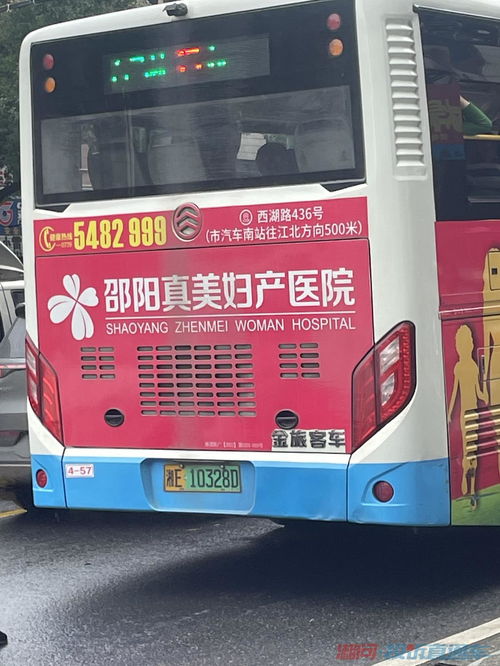 5482 999
西湖路436号
(市汽车南站往江北方向500米)
邵阳真美妇产医院
SHAOYANG ZHENMEI WOMAN HOSPITAL
金旅客车
4-57
湘E 10328D